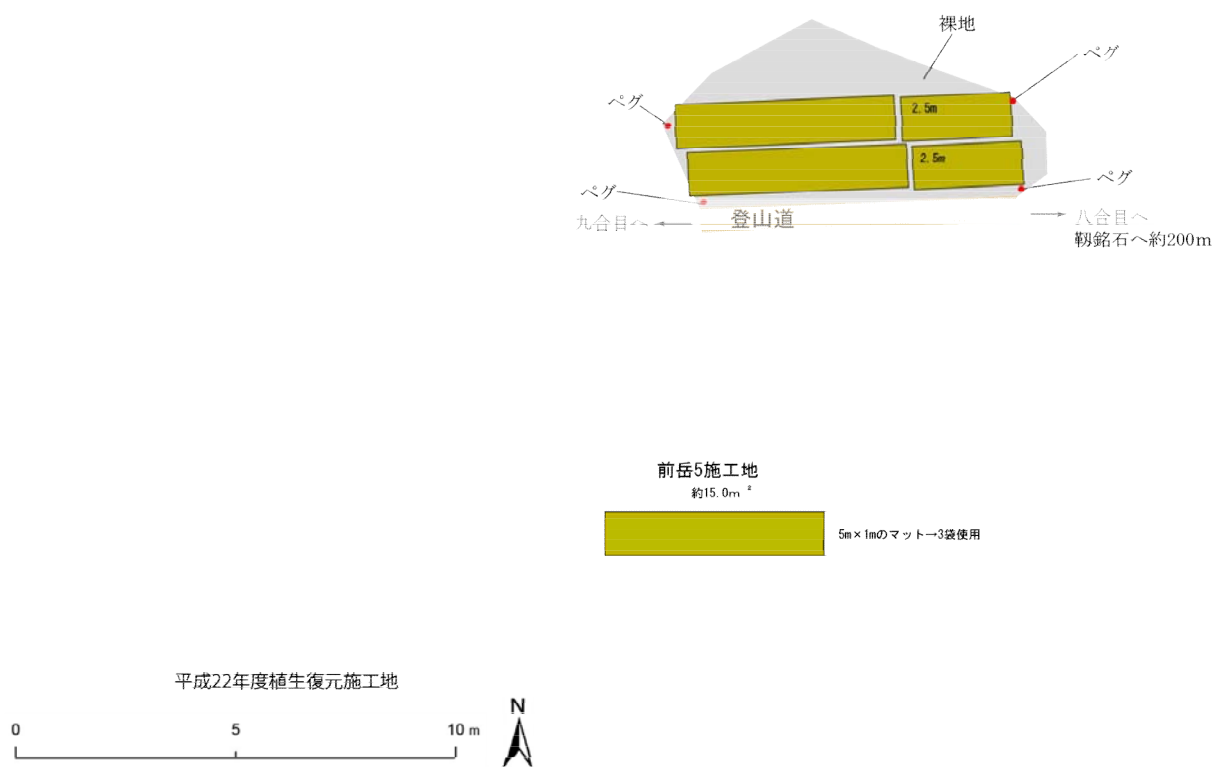 裸地
ペグ
ペグ
2.5m
2.5m
ペグ
ペグ
九合目へ
登山道
八合目へ
靱銘石へ約200m
前岳5施工地
約15.0m²
5m×1mのマット→3袋使用
平成22年度植生復元施工地
N
0
5
10 m